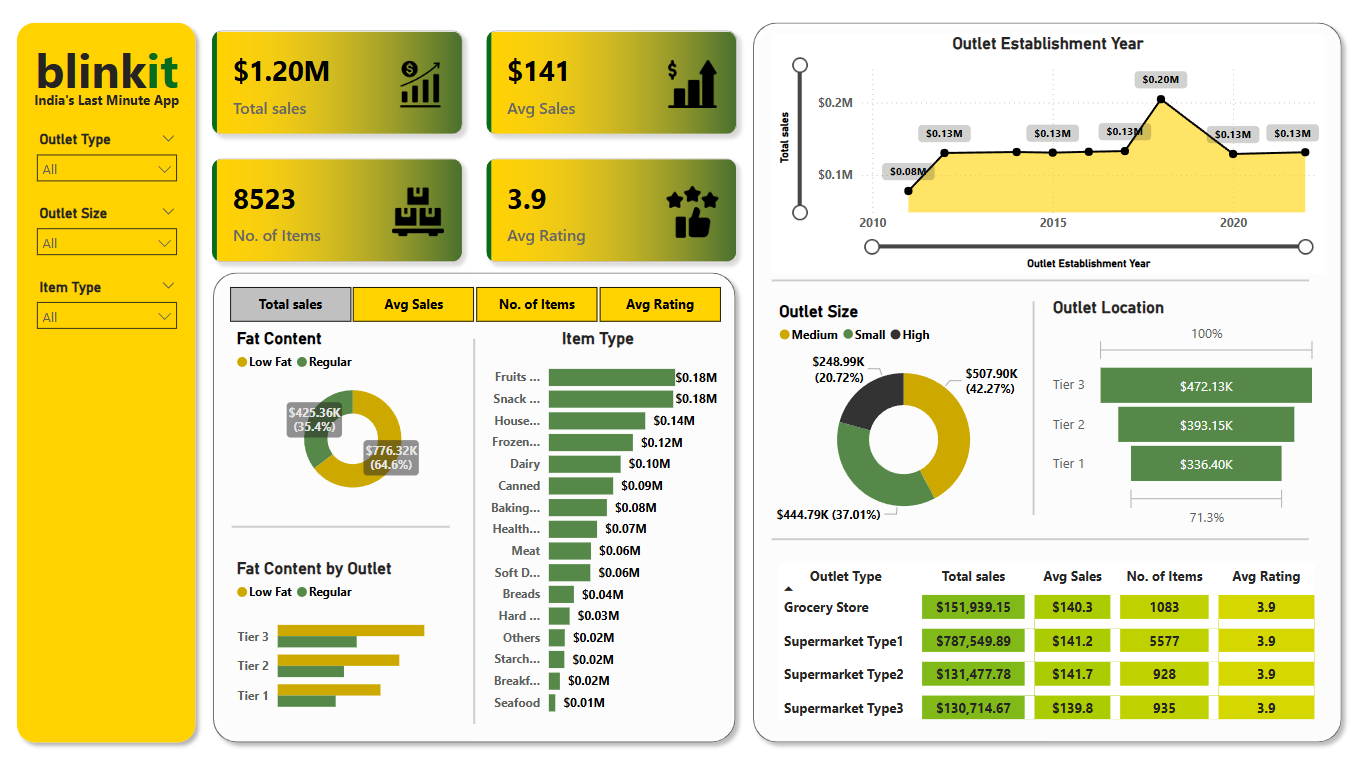 blinkit
India's Last Minute App
Outlet Type
All
Outlet Size
All
Item Type
All
$1.20M
Total sales
$141
Avg Sales
8523
No. of Items
3.9
Avg Rating
Total sales
Avg Sales
No. of Items
Avg Rating
Fat Content
Low Fat Regular
$425.36K
(35.4%)
$776.32K
(64.6%)
Fat Content by Outlet
Low Fat Regular
Tier 3
Tier 2
Tier 1
Item Type
Fruits ... $0.18M
Snack ... $0.18M
House... $0.14M
Frozen... $0.12M
Dairy $0.10M
Canned $0.09M
Baking... $0.08M
Health... $0.07M
Meat $0.06M
Soft D... $0.06M
Breads $0.04M
Hard ... $0.03M
Others $0.02M
Starch... $0.02M
Breakf... $0.02M
Seafood $0.01M
Outlet Establishment Year
Total sales
$0.2M
$0.1M
$0.08M $0.13M $0.13M $0.13M $0.20M $0.13M $0.13M
2010 2015 2020
Outlet Establishment Year
Outlet Size
Medium Small High
$248.99K
(20.72%)
$507.90K
(42.27%)
$444.79K (37.01%)
Outlet Location
100%
Tier 3 $472.13K
Tier 2 $393.15K
Tier 1 $336.40K
71.3%
Outlet Type Total sales Avg Sales No. of Items Avg Rating
Grocery Store $151,939.15 $140.3 1083 3.9
Supermarket Type1 $787,549.89 $141.2 5577 3.9
Supermarket Type2 $131,477.78 $141.7 928 3.9
Supermarket Type3 $130,714.67 $139.8 935 3.9